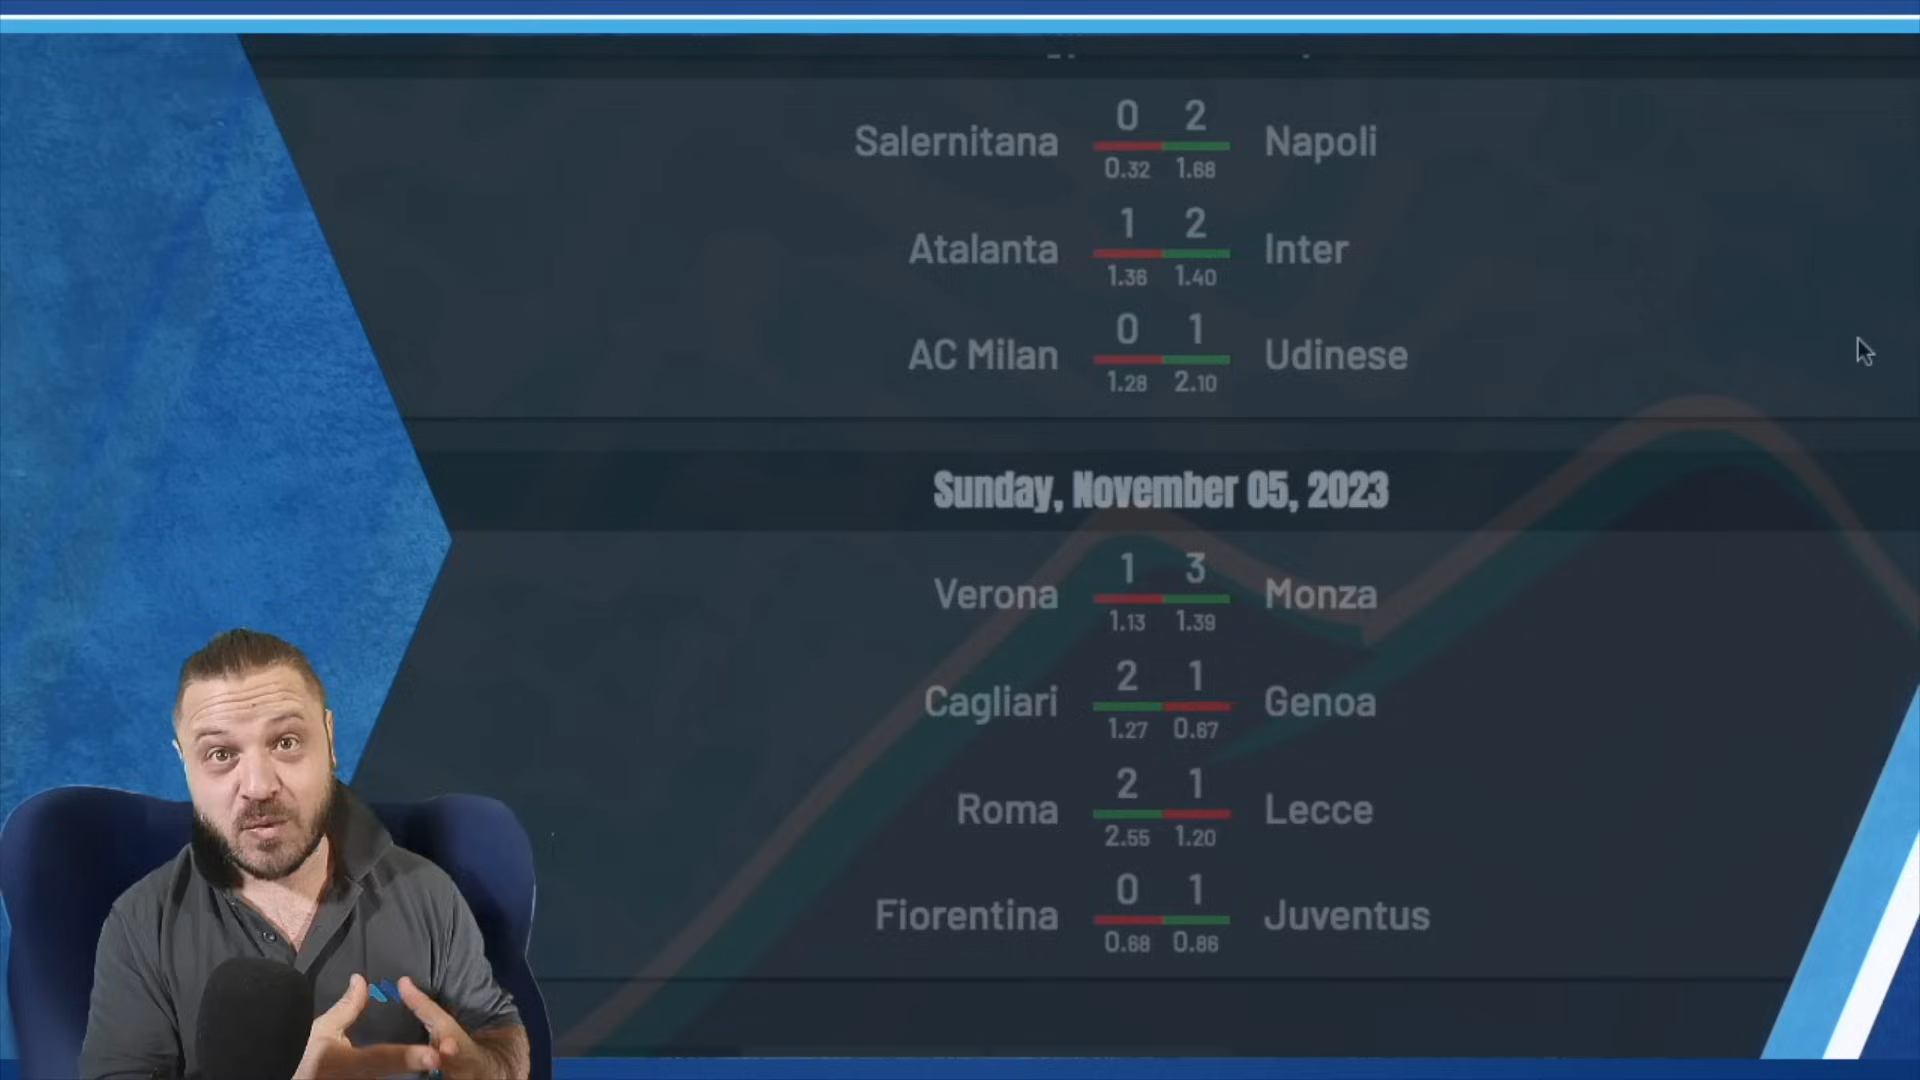 Salernitana 0 2 Napoli
0.32 1.68
Atalanta 1 2 Inter
1.36 1.40
AC Milan 0 1 Udinese
1.28 2.10
Sunday, November 05, 2023
Verona 1 3 Monza
1.13 1.39
Cagliari 2 1 Genoa
1.27 0.67
Roma 2 1 Lecce
2.55 1.20
Fiorentina 0 1 Juventus
0.68 0.86